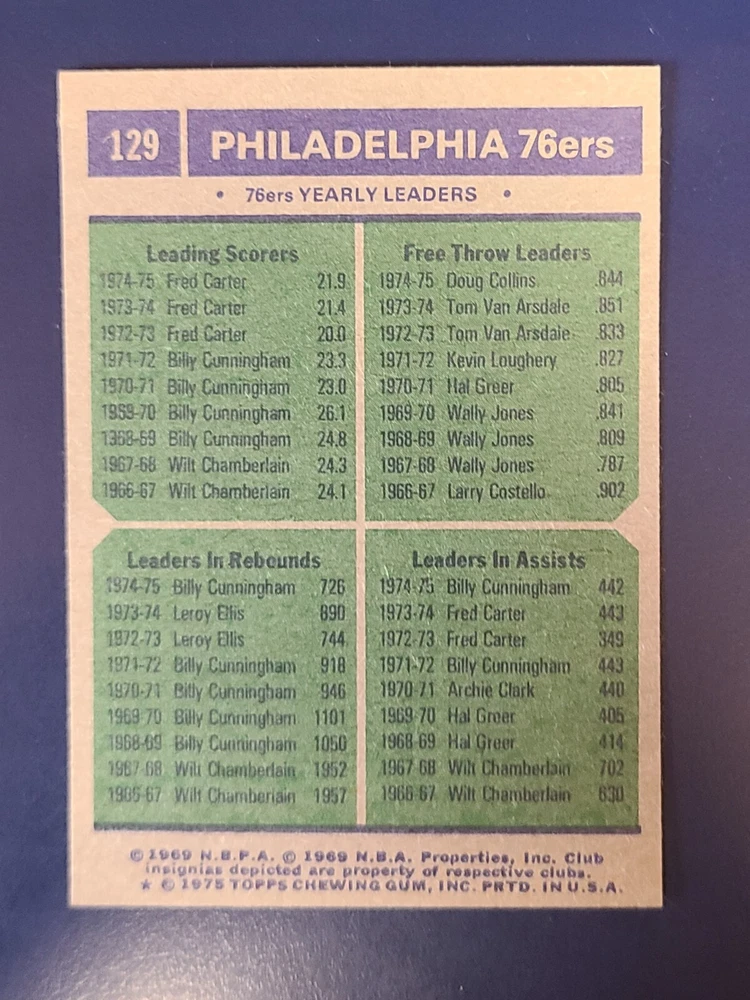 129 PHILADELPHIA 76ers
• 76ers YEARLY LEADERS •
Leading Scorers
1974-75 Fred Carter 21.9
1973-74 Fred Carter 21.4
1972-73 Fred Carter 20.0
1971-72 Billy Cunningham 23.3
1970-71 Billy Cunningham 23.0
1969-70 Billy Cunningham 26.1
1968-69 Billy Cunningham 24.8
1967-68 Wilt Chamberlain 24.3
1966-67 Wilt Chamberlain 24.1
Free Throw Leaders
1974-75 Doug Collins .844
1973-74 Tom Van Arsdale .851
1972-73 Tom Van Arsdale .833
1971-72 Kevin Loughery .827
1970-71 Hal Greer .805
1969-70 Wally Jones .841
1968-69 Wally Jones .809
1967-68 Wally Jones .787
1966-67 Larry Costello .902
Leaders In Rebounds
1974-75 Billy Cunningham 726
1973-74 Leroy Ellis 890
1972-73 Leroy Ellis 744
1971-72 Billy Cunningham 918
1970-71 Billy Cunningham 946
1969-70 Billy Cunningham 1101
1968-69 Billy Cunningham 1050
1967-68 Wilt Chamberlain 1952
1966-67 Wilt Chamberlain 1957
Leaders In Assists
1974-75 Billy Cunningham 442
1973-74 Fred Carter 443
1972-73 Fred Carter 349
1971-72 Billy Cunningham 443
1970-71 Archie Clark 440
1969-70 Hal Greer 405
1968-69 Hal Greer 414
1967-68 Wilt Chamberlain 702
1966-67 Wilt Chamberlain 630
© 1969 N.B.P.A. © 1969 N.B.A. Properties, Inc. Club
insignias depicted are property of respective clubs.
★ © 1975 TOPPS CHEWING GUM, INC. PRTD. IN U.S.A.